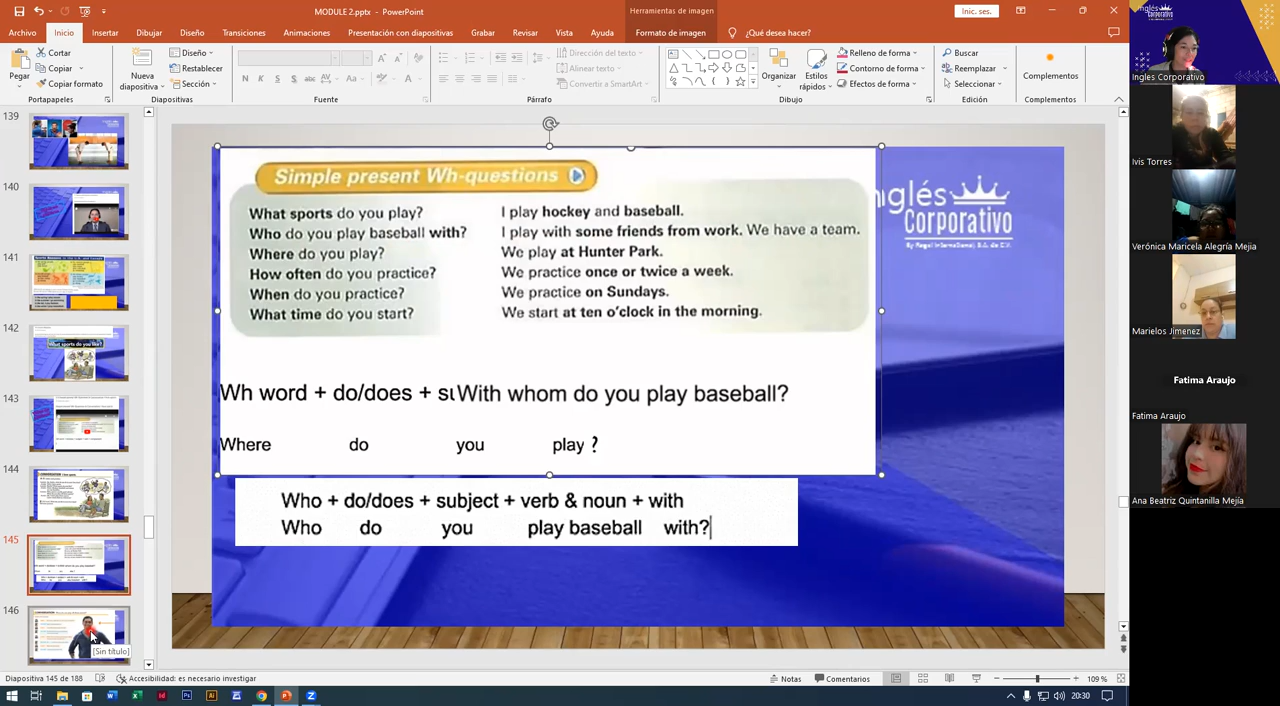 MODULE 2.pptx - PowerPoint
Herramientas de imagen
Inic. ses.
Archivo Inicio Insertar Dibujar Diseño Transiciones Animaciones Presentación con diapositivas Grabar Revisar Vista Ayuda Formato de imagen ¿Qué desea hacer?
Pegar
Cortar
Copiar
Copiar formato
Portapapeles
Nueva diapositiva
Diseño
Restablecer
Sección
Diapositivas
N K S S ab AV Aa A
Fuente
Dirección del texto
Alinear texto
Convertir a SmartArt
Párrafo
Organizar
Estilos rápidos
Relleno de forma
Contorno de forma
Efectos de forma
Dibujo
Buscar
Reemplazar
Seleccionar
Edición
Complementos
Complementos
139
140
141
142
What sports do you like?
143
144
145
146
[Sin título]
Simple present Wh-questions
What sports do you play? I play hockey and baseball.
Who do you play baseball with? I play with some friends from work. We have a team.
Where do you play? We play at Hunter Park.
How often do you practice? We practice once or twice a week.
When do you practice? We practice on Sundays.
What time do you start? We start at ten o'clock in the morning.
Wh word + do/does + su With whom do you play baseball?
Where do you play ?
Who + do/does + subject + verb & noun + with
Who do you play baseball with?
Inglés
Corporativo
By Regal International S.C. de C.V.
Inglés
Corporativo
Ingles Corporativo
Ivis Torres
Verónica Maricela Alegría Mejia
Marielos Jimenez
Fatima Araujo
Fatima Araujo
Ana Beatriz Quintanilla Mejía
Diapositiva 145 de 188
Accesibilidad: es necesario investigar
Notas
Comentarios
109 %
20:30